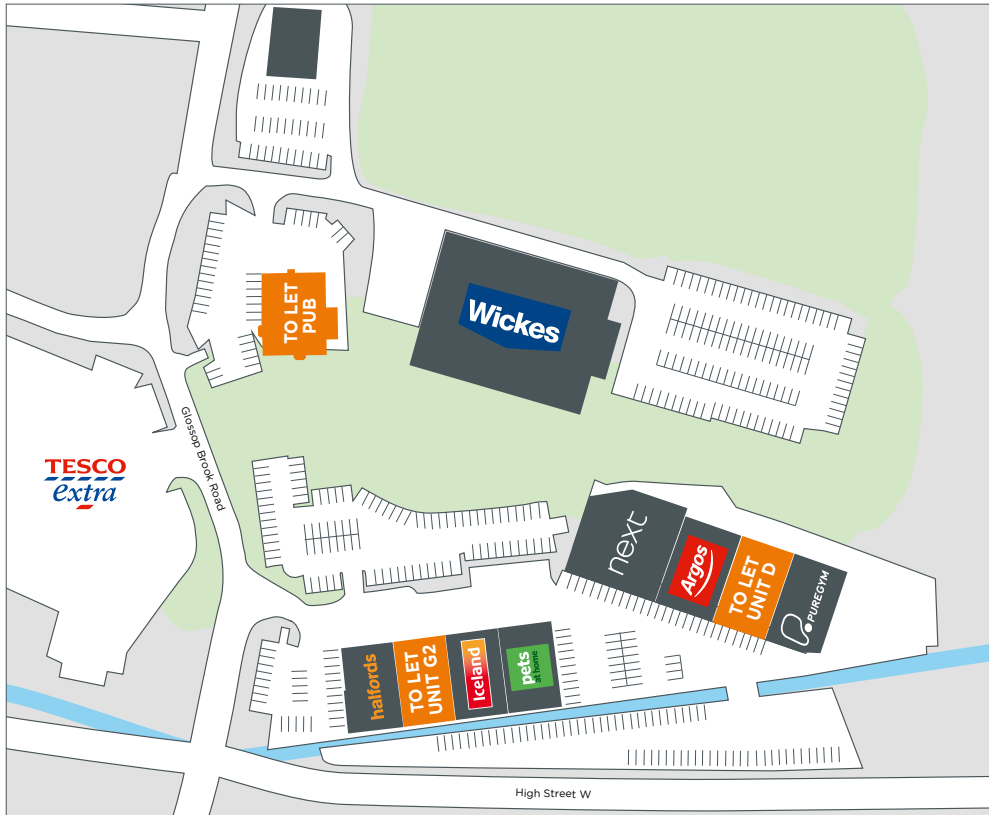 TO LET
PUB
Wickes
Glossop Brook Road
TESCO
extra
next
Argos
TO LET
UNIT D
PUREGYM
halfords
TO LET
UNIT G2
Iceland
pets
at home
High Street W